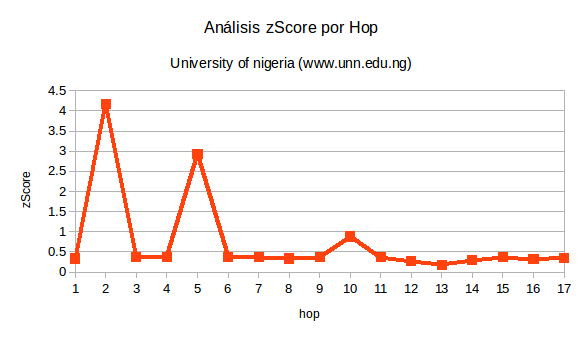 Análisis zScore por Hop
University of nigeria (www.unn.edu.ng)
4.5
4
3.5
3
2.5
2
1.5
1
0.5
0
zScore
1 2 3 4 5 6 7 8 9 10 11 12 13 14 15 16 17
hop